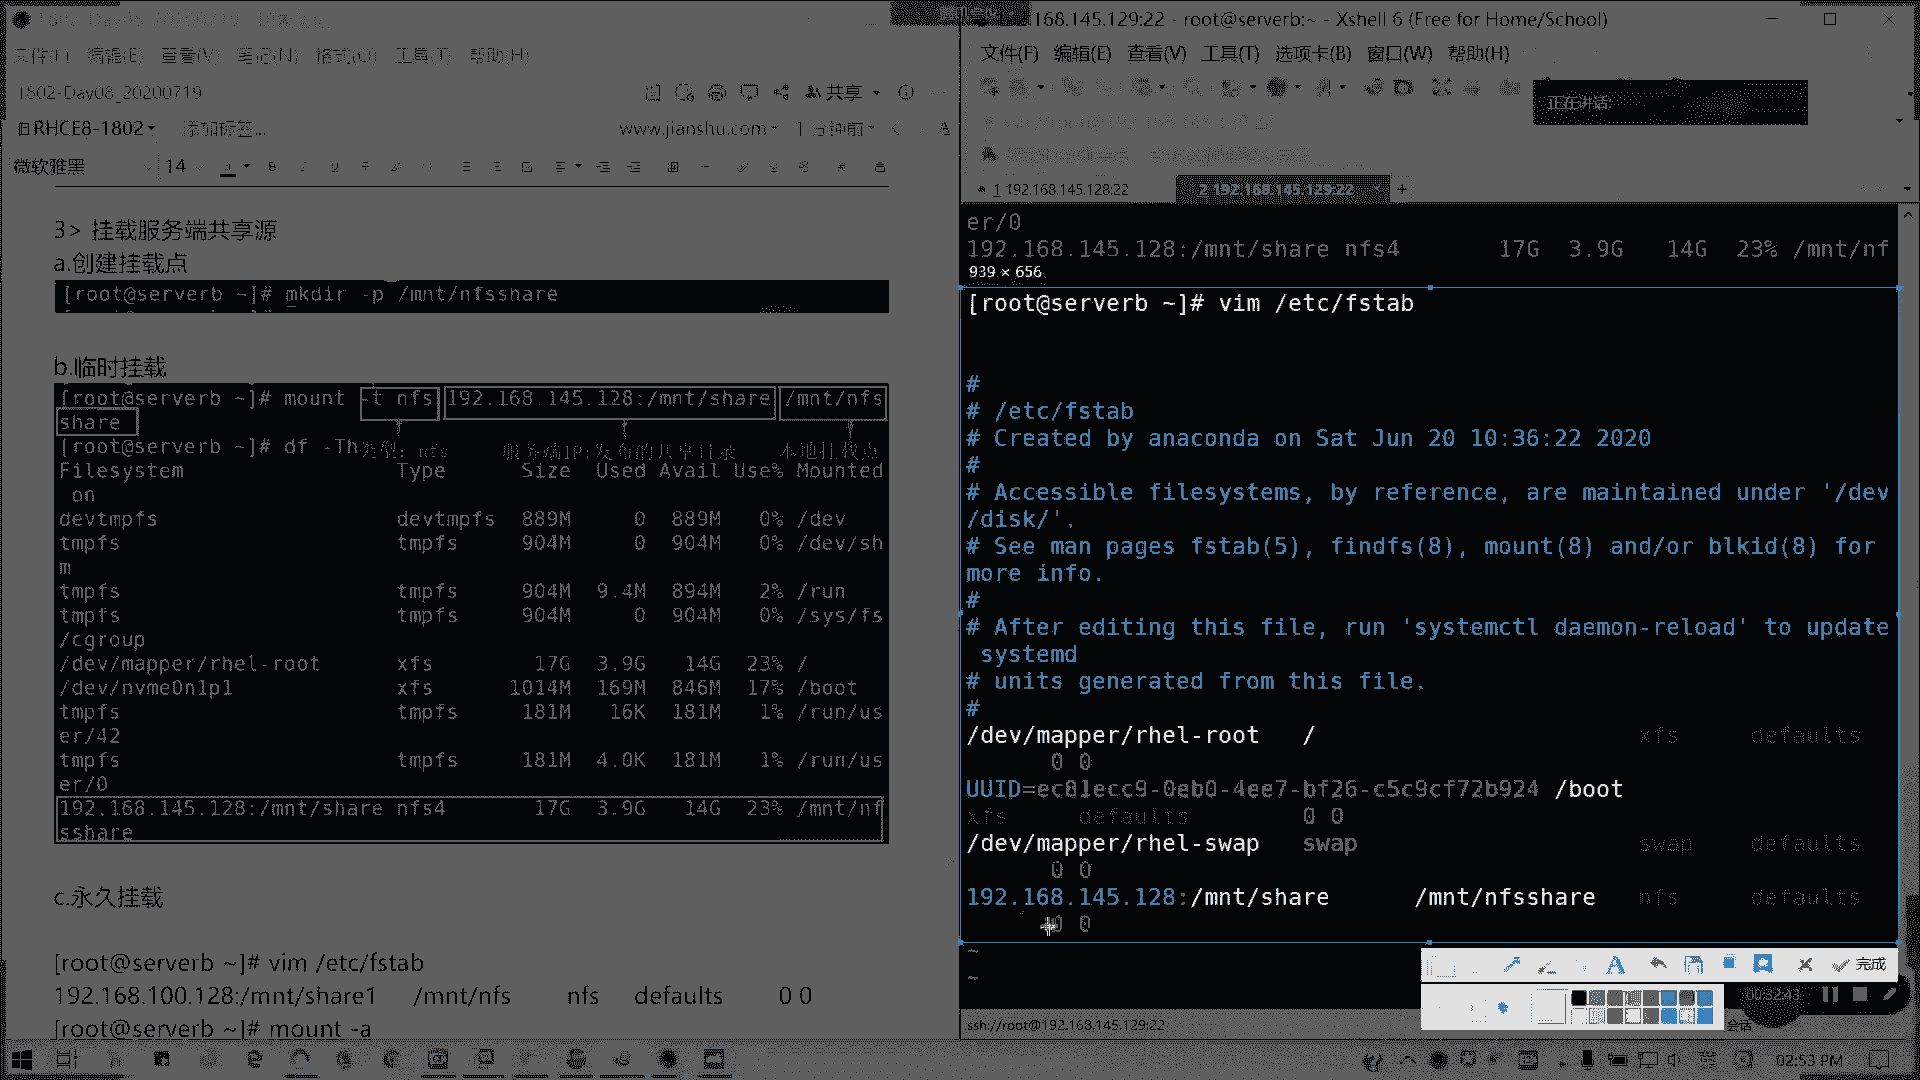 1802-Day08_20200719 - 印象笔记
文件(F) 编辑(E) 查看(V) 笔记(N) 格式(O) 工具(T) 帮助(H)
1802-Day08_20200719
共享
RHCE8-1802 添加标签...
www.jianshu.com 1 分钟前
微软雅黑 14
3> 挂载服务端共享源
a.创建挂载点
[root@serverb ~]# mkdir -p /mnt/nfsshare
b.临时挂载
[root@serverb ~]# mount -t nfs 192.168.145.128:/mnt/share /mnt/nfs
share
[root@serverb ~]# df -Th
类型: nfs 服务端IP:发布的共享目录 本地挂载点
Filesystem Type Size Used Avail Use% Mounted
on
devtmpfs devtmpfs 889M 0 889M 0% /dev
tmpfs tmpfs 904M 0 904M 0% /dev/sh
m
tmpfs tmpfs 904M 9.4M 894M 2% /run
tmpfs tmpfs 904M 0 904M 0% /sys/fs
/cgroup
/dev/mapper/rhel-root xfs 17G 3.9G 14G 23% /
/dev/nvme0n1p1 xfs 1014M 169M 846M 17% /boot
tmpfs tmpfs 181M 16K 181M 1% /run/us
er/42
tmpfs tmpfs 181M 4.0K 181M 1% /run/us
er/0
192.168.145.128:/mnt/share nfs4 17G 3.9G 14G 23% /mnt/nf
sshare
c.永久挂载
[root@serverb ~]# vim /etc/fstab
192.168.100.128:/mnt/share1 /mnt/nfs nfs defaults 0 0
[root@serverb ~]# mount -a
168.145.129:22 - root@serverb:~ - Xshell 6 (Free for Home/School)
文件(F) 编辑(E) 查看(V) 工具(T) 选项卡(B) 窗口(W) 帮助(H)
正在讲话:
ssh://root@192.168.145.129:22
1 192.168.145.128:22
2 192.168.145.129:22
er/0
192.168.145.128:/mnt/share nfs4 17G 3.9G 14G 23% /mnt/nf
939 × 656
[root@serverb ~]# vim /etc/fstab
#
# /etc/fstab
# Created by anaconda on Sat Jun 20 10:36:22 2020
#
# Accessible filesystems, by reference, are maintained under '/dev
/disk/'.
# See man pages fstab(5), findfs(8), mount(8) and/or blkid(8) for
more info.
#
# After editing this file, run 'systemctl daemon-reload' to update
systemd
# units generated from this file.
#
/dev/mapper/rhel-root / xfs defaults
0 0
UUID=ec81ecc9-0eb0-4ee7-bf26-c5c9cf72b924 /boot
xfs defaults 0 0
/dev/mapper/rhel-swap swap swap defaults
0 0
192.168.145.128:/mnt/share /mnt/nfsshare nfs defaults
0 0
~
~
完成
00:32:43
ssh://root@192.168.145.129:22
会话
02:53 PM